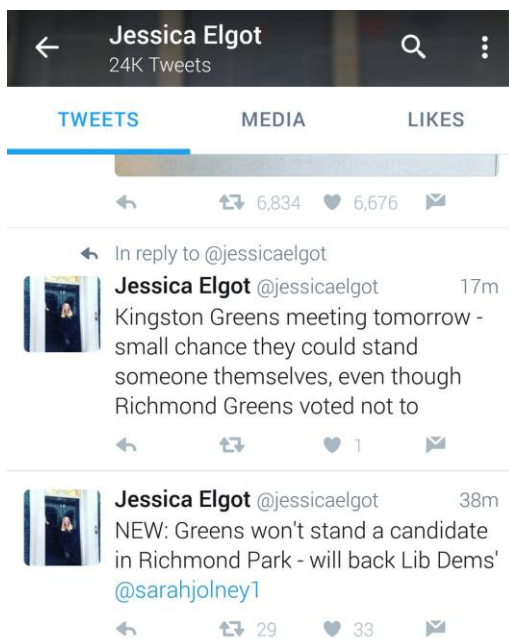 Jessica Elgot
24K Tweets
TWEETS MEDIA LIKES
6,834 6,676
In reply to @jessicaelgot
Jessica Elgot @jessicaelgot 17m
Kingston Greens meeting tomorrow -
small chance they could stand
someone themselves, even though
Richmond Greens voted not to
1
Jessica Elgot @jessicaelgot 38m
NEW: Greens won't stand a candidate
in Richmond Park - will back Lib Dems'
@sarahjolney1
29 33